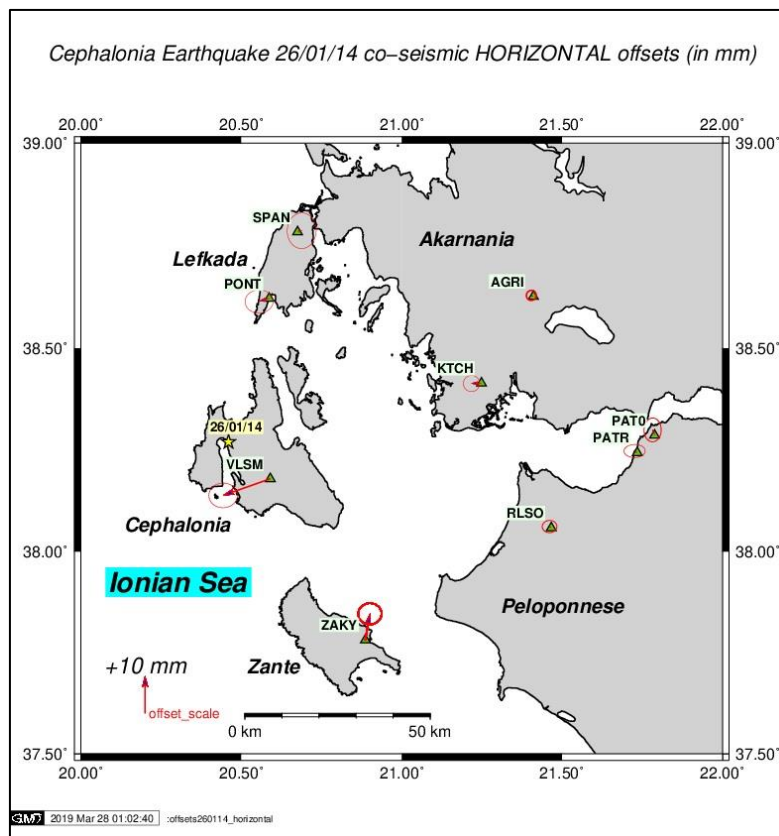 Cephalonia Earthquake 26/01/14 co-seismic HORIZONTAL offsets (in mm)
20.00° 20.50° 21.00° 21.50° 22.00°
39.00° 39.00°
SPAN
Lefkada Akarnania
PONT AGRI
38.50° 38.50°
KTCH
26/01/14 PAT0
PATR
VLSM
Cephalonia RLSO
38.00° 38.00°
Ionian Sea
Peloponnese
ZAKY
+10 mm Zante
offset_scale
0 km 50 km
37.50° 37.50°
20.00° 20.50° 21.00° 21.50° 22.00°
GMT 2019 Mar 28 01:02:40 :offsets260114_horizontal